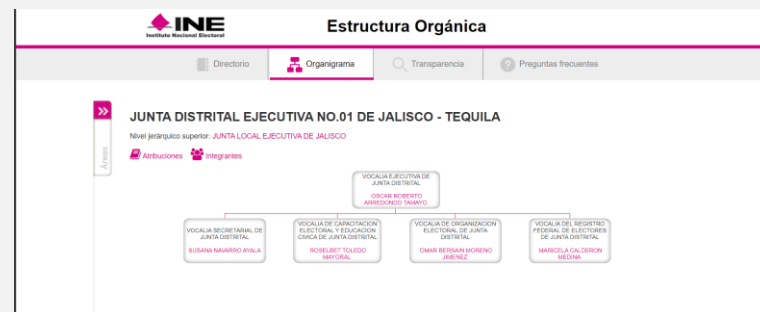 INE
Instituto Nacional Electoral
Estructura Orgánica
Directorio
Organigrama
Transparencia
? Preguntas frecuentes
»
Áreas
JUNTA DISTRITAL EJECUTIVA NO.01 DE JALISCO - TEQUILA
Nivel jerárquico superior: JUNTA LOCAL EJECUTIVA DE JALISCO
Atribuciones
Integrantes
VOCALIA EJECUTIVA DE
JUNTA DISTRITAL
OSCAR ROBERTO
ARREDONDO TAMAYO
VOCALIA SECRETARIAL DE
JUNTA DISTRITAL
SUSANA NAVARRO AYALA
VOCALIA DE CAPACITACION
ELECTORAL Y EDUCACION
CIVICA DE JUNTA DISTRITAL
ROSELBET TOLEDO
MAYORAL
VOCALIA DE ORGANIZACION
ELECTORAL DE JUNTA
DISTRITAL
OMAR BERSAIN MORENO
JIMENEZ
VOCALIA DEL REGISTRO
FEDERAL DE ELECTORES
DE JUNTA DISTRITAL
MARICELA CALDERON
MEDINA